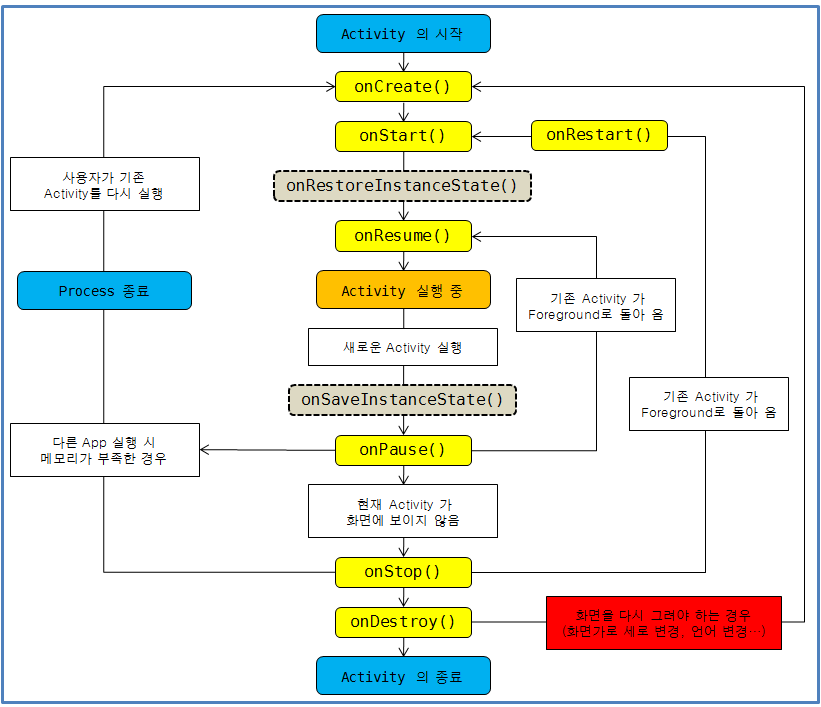 Activity 의 시작
onCreate()
onStart()
onRestart()
사용자가 기존
Activity를 다시 실행
onRestoreInstanceState()
onResume()
Process 종료
Activity 실행 중
기존 Activity 가
Foreground로 돌아 옴
새로운 Activity 실행
기존 Activity 가
Foreground로 돌아 옴
onSaveInstanceState()
다른 App 실행 시
메모리가 부족한 경우
onPause()
현재 Activity 가
화면에 보이지 않음
onStop()
onDestroy()
화면을 다시 그려야 하는 경우
(화면가로 세로 변경, 언어 변경…)
Activity 의 종료